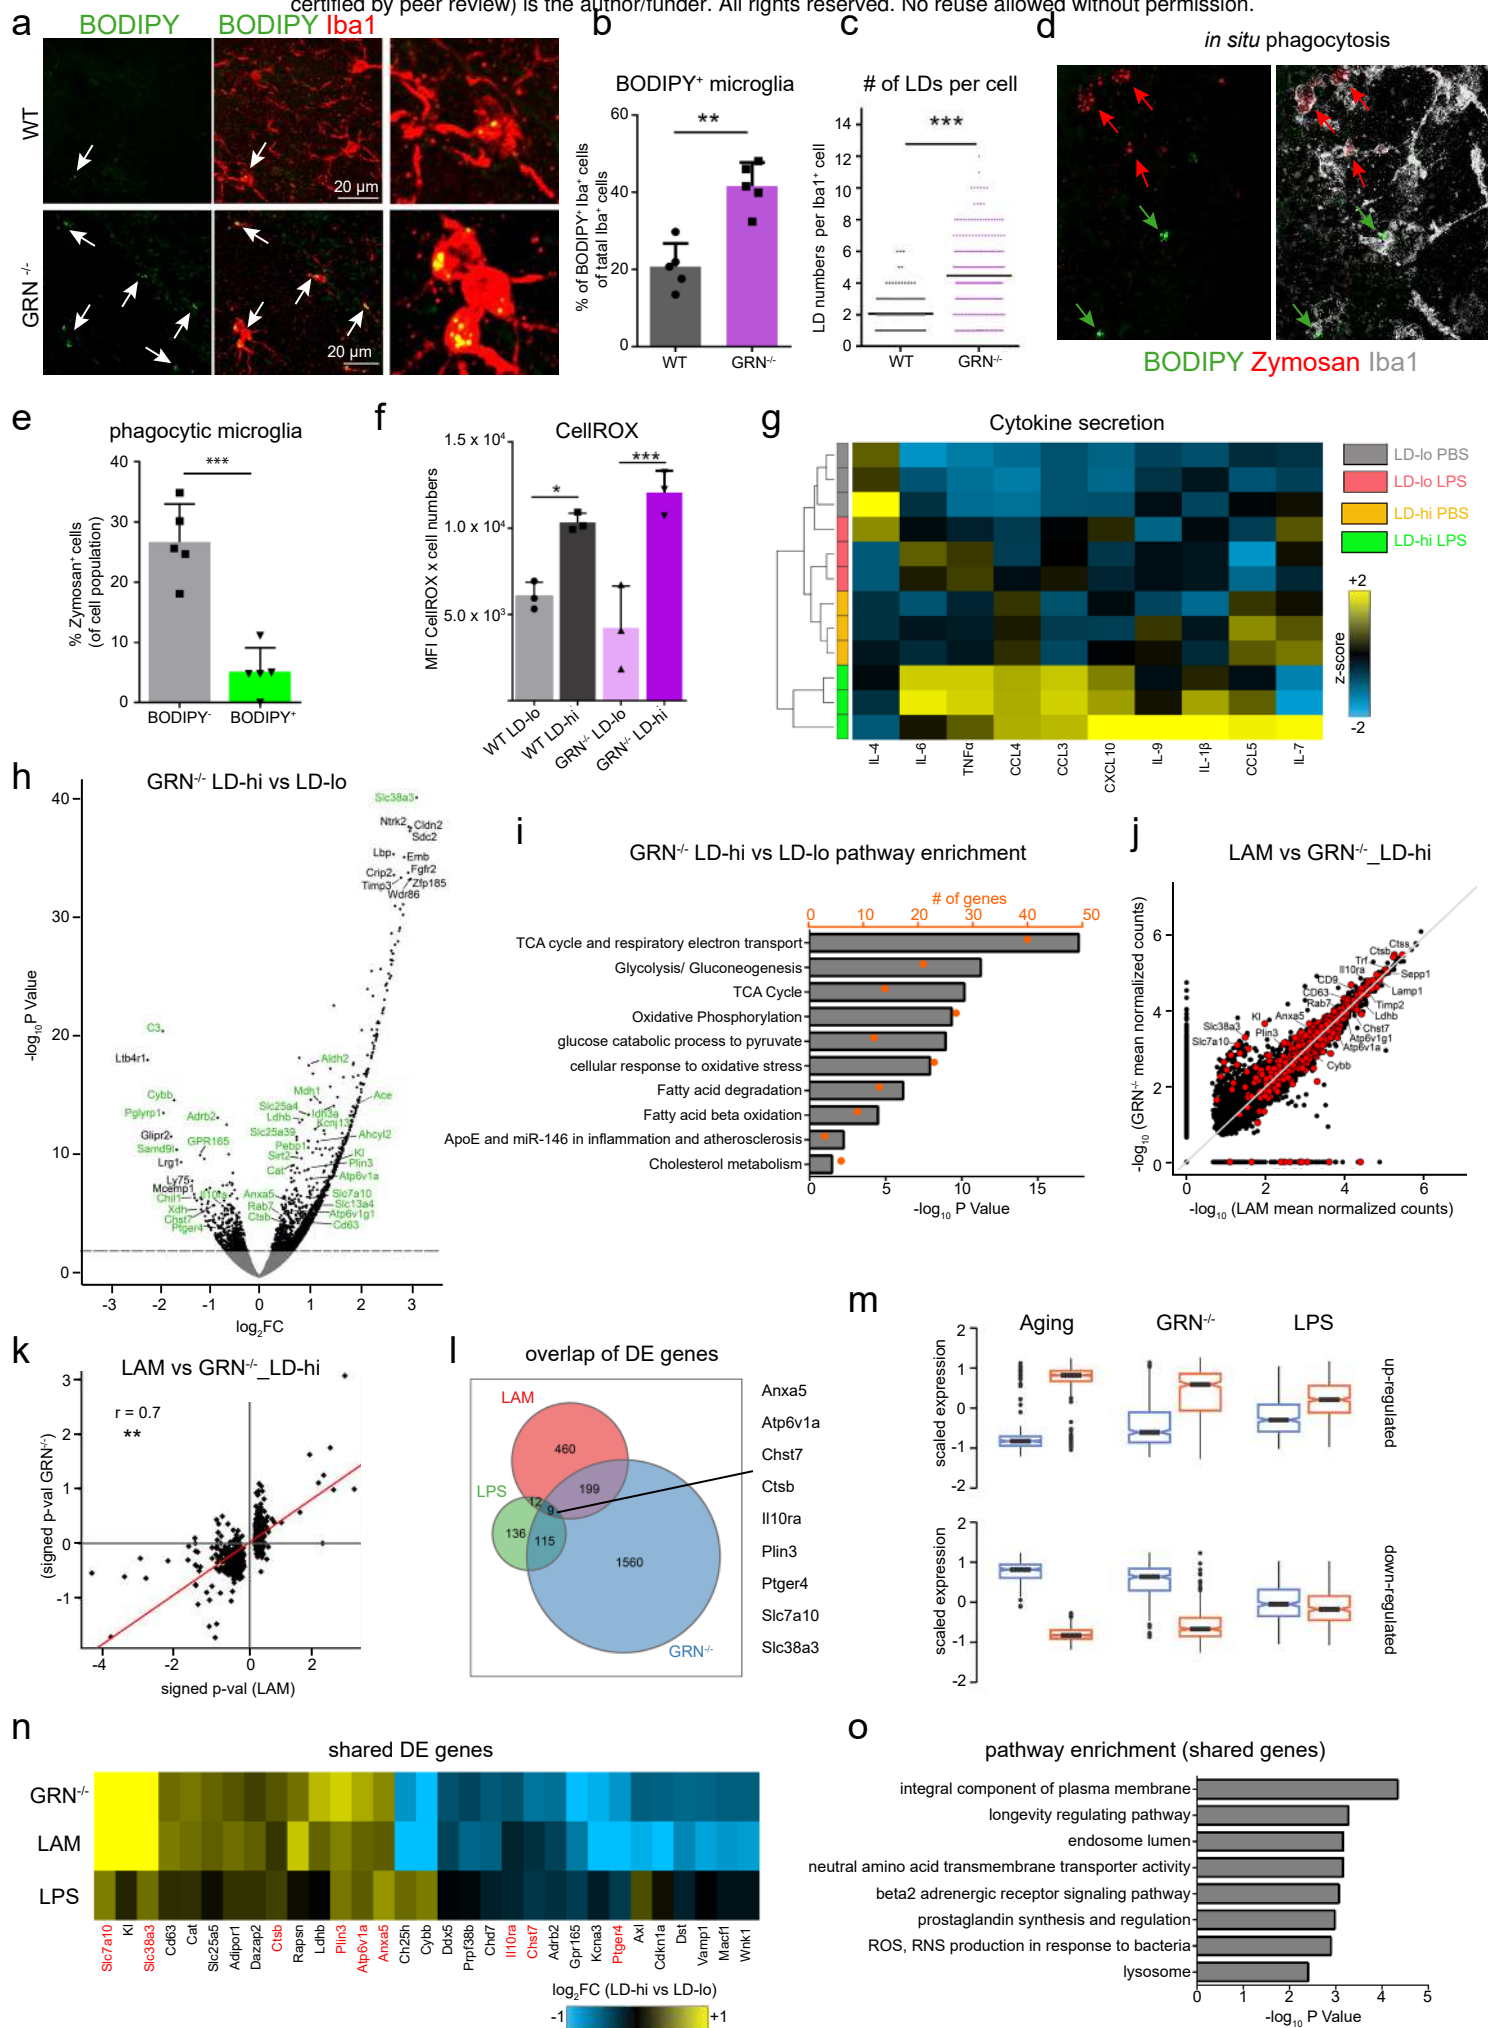 certified by peer review) is the author/funder. All rights reserved. No reuse allowed without permission.
a
BODIPY
BODIPY Iba1
WT
GRN -/-
20 µm
20 µm
b
BODIPY+ microglia
**
% of BODIPY+ Iba+ cells
of tatal Iba+ cells
60
40
20
0
WT
GRN-/-
c
# of LDs per cell
***
LD numbers per Iba1+ cell
14
12
10
8
6
4
2
0
WT
GRN-/-
d
in situ phagocytosis
BODIPY Zymosan Iba1
e
phagocytic microglia
***
% Zymosan+ cells
(of cell population)
40
30
20
10
0
BODIPY-
BODIPY+
f
CellROX
MFI CellROX x cell numbers
1.5 x 10⁴
1.0 x 10⁴
5.0 x 10³
*
***
WT LD-lo
WT LD-hi
GRN-/- LD-lo
GRN-/- LD-hi
g
Cytokine secretion
LD-lo PBS
LD-lo LPS
LD-hi PBS
LD-hi LPS
+2
z-score
-2
IL-4
IL-6
TNFα
CCL4
CCL3
CXCL10
IL-9
IL-1β
CCL5
IL-7
h
GRN-/- LD-hi vs LD-lo
-log10P Value
40
30
20
10
0
Slc38a3
Ntrk2
Cldn2
Sdc2
Lbp
Emb
Crip2
Fgfr2
Timp3
Zfp185
Wdr86
C3
Ltb4r1
Aldh2
Cybb
Mdh1
Ace
Pglyrp1
Adrb2
Slc25a4
Idh3a
Ldhb
Kcnj13
Glipr2
Slc25a39
Ahcyl2
Samd9l
GPR165
Pebp1
Kl
Lrg1
Sirt2
Plin3
Cat
Atp6v1a
Ly75
Mcemp1
Chil1
Il10ra
Anxa5
Slc7a10
Xdh
Rab7
Slc13a4
Chst7
Ctsb
Atp6v1g1
Ptger4
Cd63
-3
-2
-1
0
1
2
3
log2FC
i
GRN-/- LD-hi vs LD-lo pathway enrichment
# of genes
0
10
20
30
40
50
TCA cycle and respiratory electron transport
Glycolysis/ Gluconeogenesis
TCA Cycle
Oxidative Phosphorylation
glucose catabolic process to pyruvate
cellular response to oxidative stress
Fatty acid degradation
Fatty acid beta oxidation
ApoE and miR-146 in inflammation and atherosclerosis
Cholesterol metabolism
0
5
10
15
-log10 P Value
j
LAM vs GRN-/-_LD-hi
-log10 (GRN-/- mean normalized counts)
6
4
2
0
Ctss
Ctsb
Trf
Il10ra
Sepp1
CD9
Lamp1
CD63
Rab7
Timp2
Kl
Anxa5
Ldhb
Slc38a3
Plin3
Chst7
Slc7a10
Atp6v1g1
Atp6v1a
Cybb
0
2
4
6
-log10 (LAM mean normalized counts)
k
LAM vs GRN-/-_LD-hi
r = 0.7
**
(signed p-val GRN-/-)
3
2
1
0
-1
-4
-2
0
2
signed p-val (LAM)
l
overlap of DE genes
LAM
460
LPS
12
199
9
136
115
1560
GRN-/-
Anxa5
Atp6v1a
Chst7
Ctsb
Il10ra
Plin3
Ptger4
Slc7a10
Slc38a3
m
Aging
GRN-/-
LPS
scaled expression
2
1
0
-1
-2
up-regulated
scaled expression
2
1
0
-1
-2
down-regulated
n
shared DE genes
GRN-/-
LAM
LPS
Slc7a10
Kl
Slc38a3
Cd63
Cat
Slc25a5
Adipor1
Dazap2
Ctsb
Rapsn
Ldhb
Plin3
Atp6v1a
Anxa5
Ch25h
Cybb
Ddx5
Prpf38b
Chd7
Il10ra
Chst7
Adrb2
Gpr165
Kcna3
Ptger4
Axl
Cdkn1a
Dst
Vamp1
Macf1
Wnk1
log2FC (LD-hi vs LD-lo)
-1
+1
o
pathway enrichment (shared genes)
integral component of plasma membrane
longevity regulating pathway
endosome lumen
neutral amino acid transmembrane transporter activity
beta2 adrenergic receptor signaling pathway
prostaglandin synthesis and regulation
ROS, RNS production in response to bacteria
lysosome
0
1
2
3
4
5
-log10 P Value